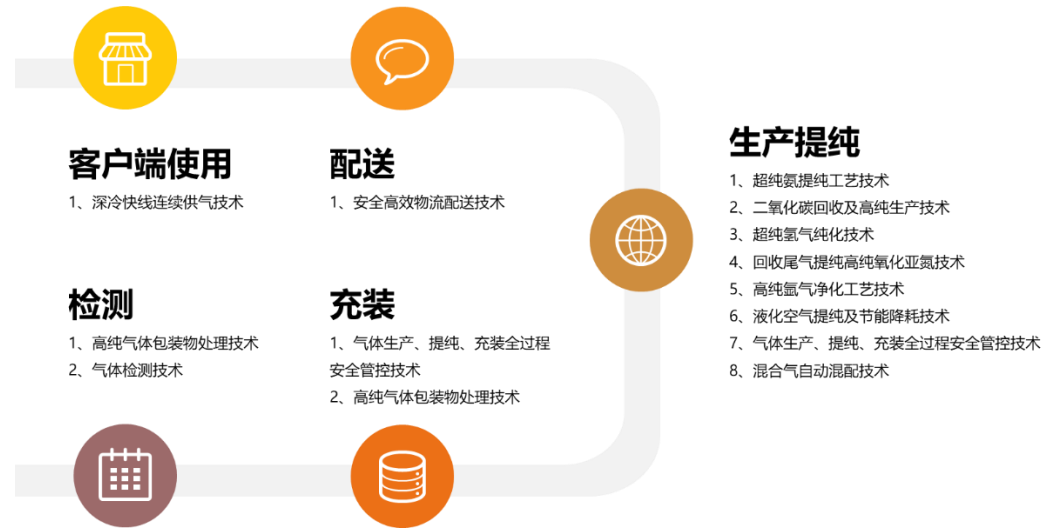 客户端使用
1、深冷快线连续供气技术
配送
1、安全高效物流配送技术
生产提纯
1、超纯氨提纯工艺技术
2、二氧化碳回收及高纯生产技术
3、超纯氢气纯化技术
4、回收尾气提纯高纯氧化亚氮技术
5、高纯氩气净化工艺技术
6、液化空气提纯及节能降耗技术
7、气体生产、提纯、充装全过程安全管控技术
8、混合气自动混配技术
检测
1、高纯气体包装物处理技术
2、气体检测技术
充装
1、气体生产、提纯、充装全过程
安全管控技术
2、高纯气体包装物处理技术